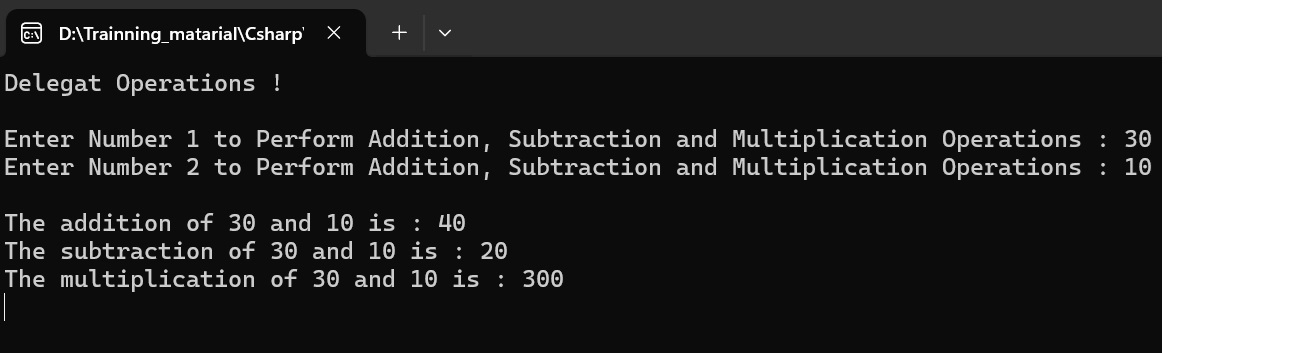 D:\Trainning_matarial\Csharp'
Delegat Operations !
Enter Number 1 to Perform Addition, Subtraction and Multiplication Operations : 30
Enter Number 2 to Perform Addition, Subtraction and Multiplication Operations : 10
The addition of 30 and 10 is : 40
The subtraction of 30 and 10 is : 20
The multiplication of 30 and 10 is : 300